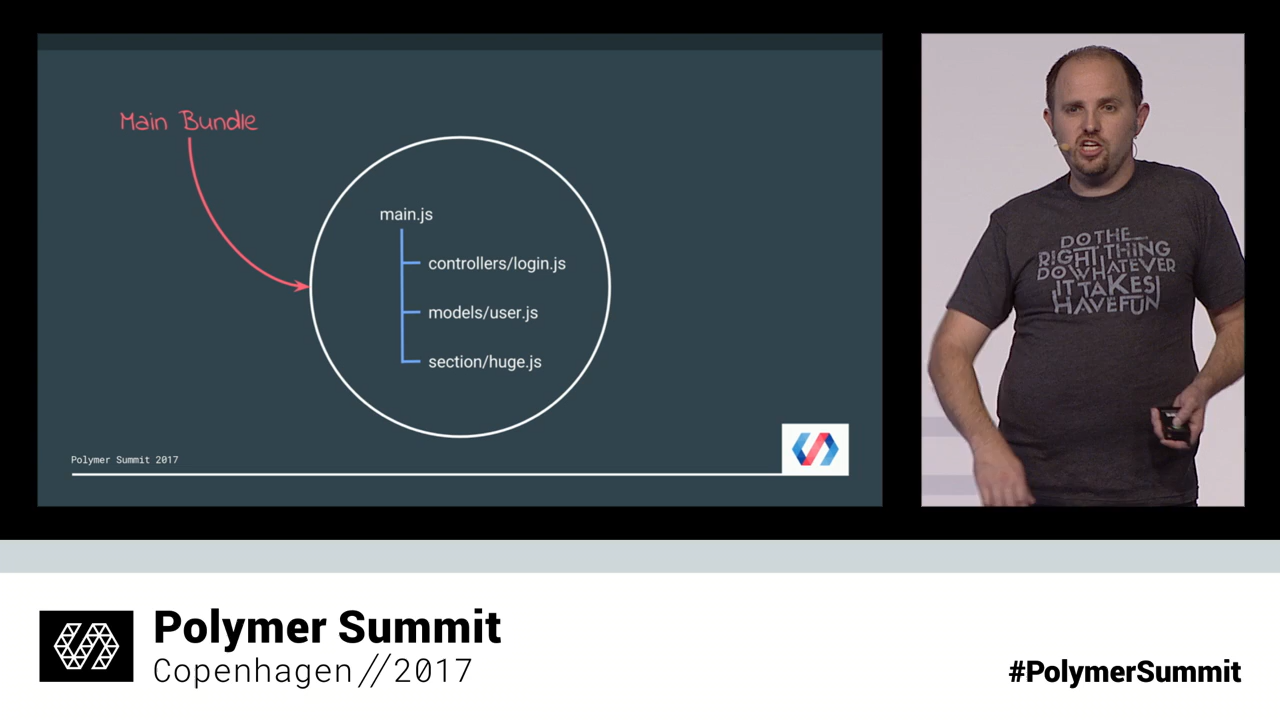 Main Bundle
main.js
controllers/login.js
models/user.js
section/huge.js
Polymer Summit 2017
DO THE
RIGHT THING
DO WHATEVER
IT TAKES
HAVE FUN
Polymer Summit
Copenhagen//2017
#PolymerSummit